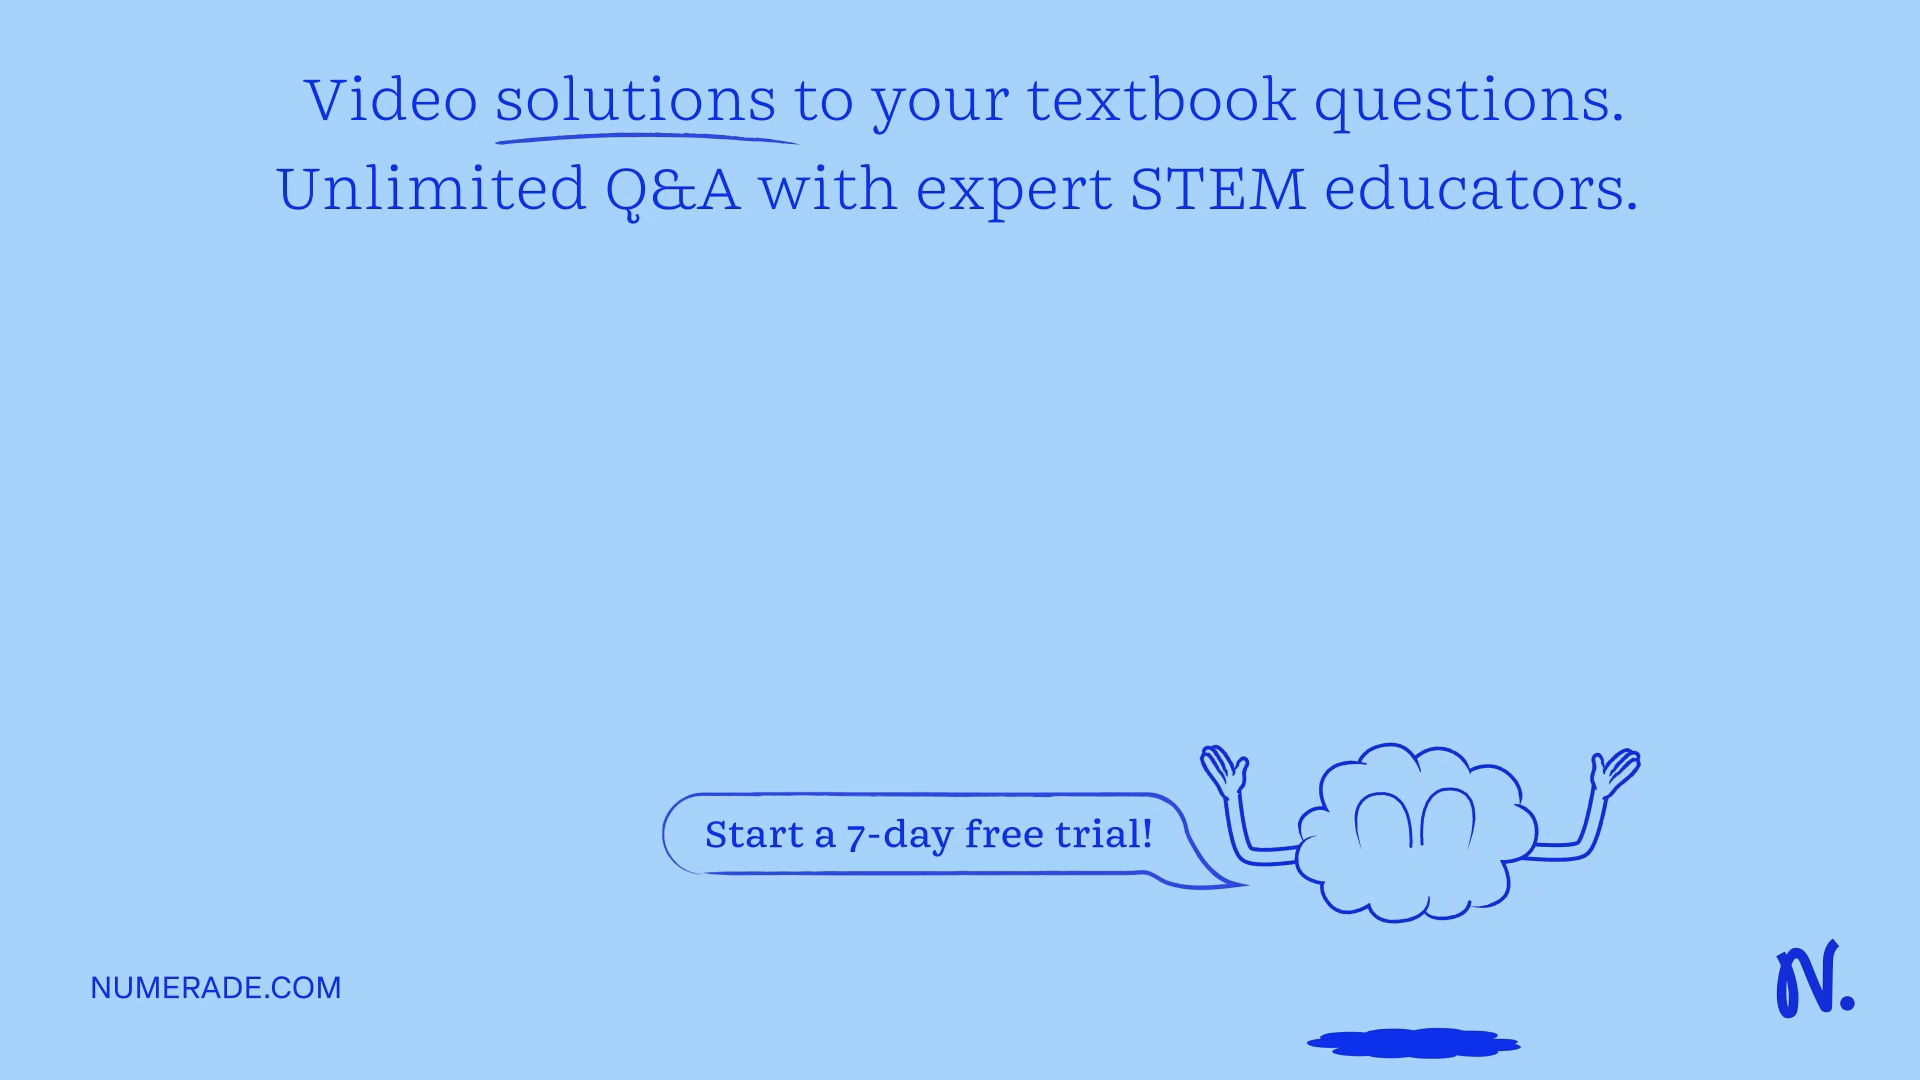 Video solutions to your textbook questions.
Unlimited Q&A with expert STEM educators.
Start a 7-day free trial!
NUMERADE.COM
N.